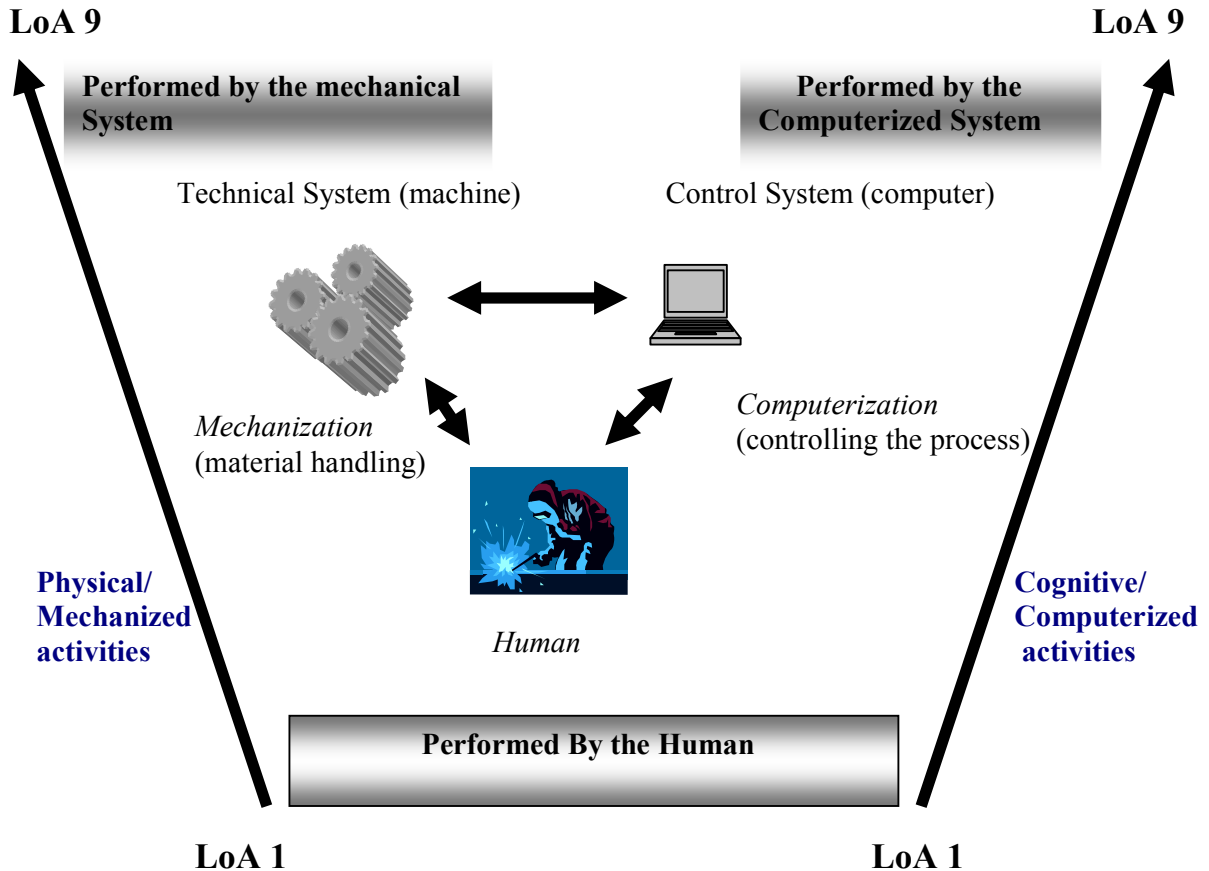 LoA 9
LoA 9
Performed by the mechanical
System
Performed by the
Computerized System
Technical System (machine)
Control System (computer)
Mechanization
(material handling)
Computerization
(controlling the process)
Physical/
Mechanized
activities
Cognitive/
Computerized
activities
Human
Performed By the Human
LoA 1
LoA 1